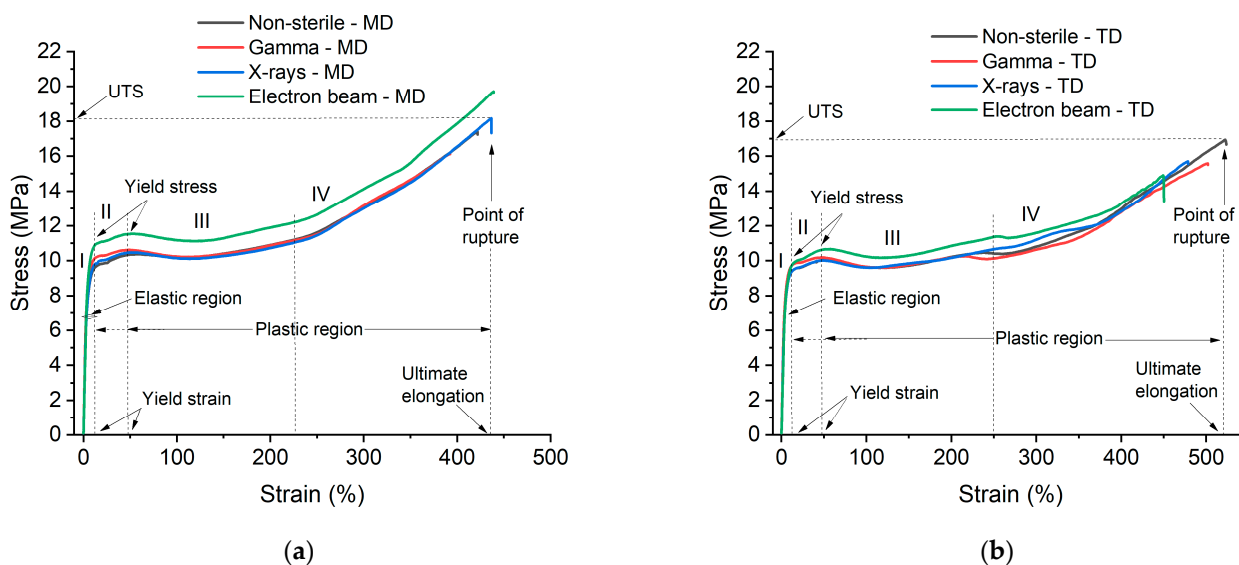 Non-sterile - MD
Gamma - MD
X-rays - MD
Electron beam - MD
22
20
18
16
14
12
10
8
6
4
2
0
Stress (MPa)
UTS
Yield stress
I
II
III
IV
Point of
rupture
Elastic region
Plastic region
Ultimate
elongation
Yield strain
0
100
200
300
400
500
Strain (%)
(a)
Non-sterile - TD
Gamma - TD
X-rays - TD
Electron beam - TD
22
20
18
16
14
12
10
8
6
4
2
0
Stress (MPa)
UTS
Yield stress
I
II
III
IV
Point of
rupture
Elastic region
Plastic region
Ultimate
elongation
Yield strain
0
100
200
300
400
500
Strain (%)
(b)